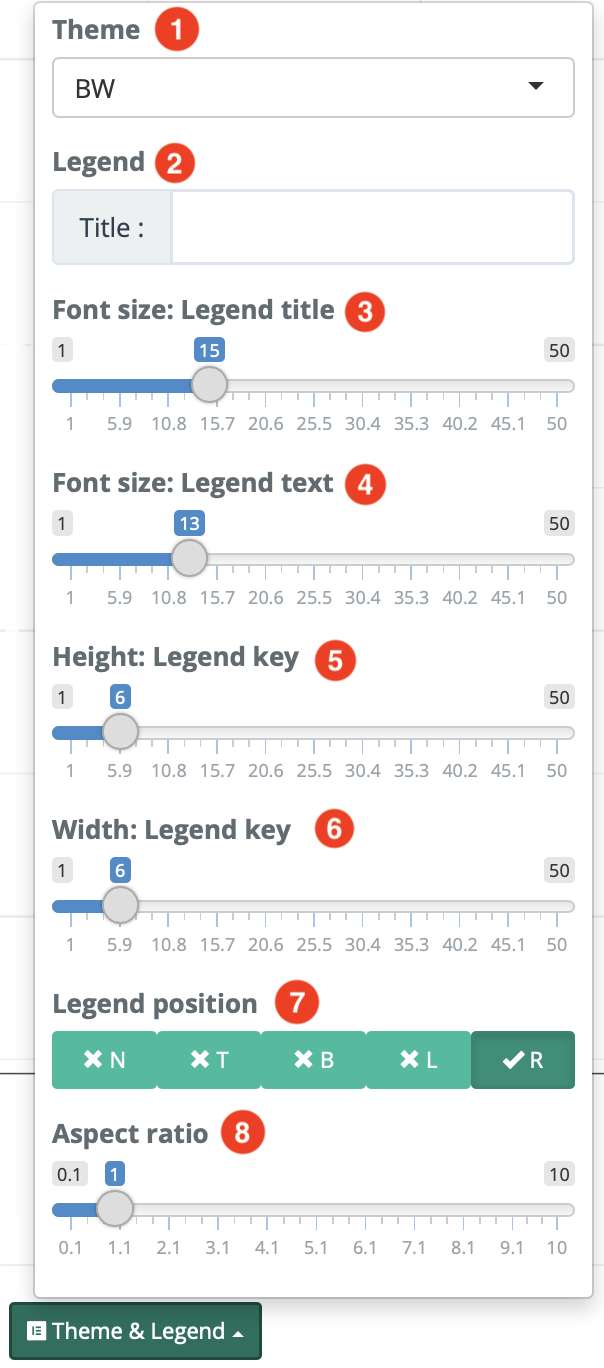 Theme 1
BW
Legend 2
Title :
Font size: Legend title 3
1 15 50
1 5.9 10.8 15.7 20.6 25.5 30.4 35.3 40.2 45.1 50
Font size: Legend text 4
1 13 50
1 5.9 10.8 15.7 20.6 25.5 30.4 35.3 40.2 45.1 50
Height: Legend key 5
1 6 50
1 5.9 10.8 15.7 20.6 25.5 30.4 35.3 40.2 45.1 50
Width: Legend key 6
1 6 50
1 5.9 10.8 15.7 20.6 25.5 30.4 35.3 40.2 45.1 50
Legend position 7
N T B L R
Aspect ratio 8
0.1 1 10
0.1 1.1 2.1 3.1 4.1 5.1 6.1 7.1 8.1 9.1 10
Theme & Legend